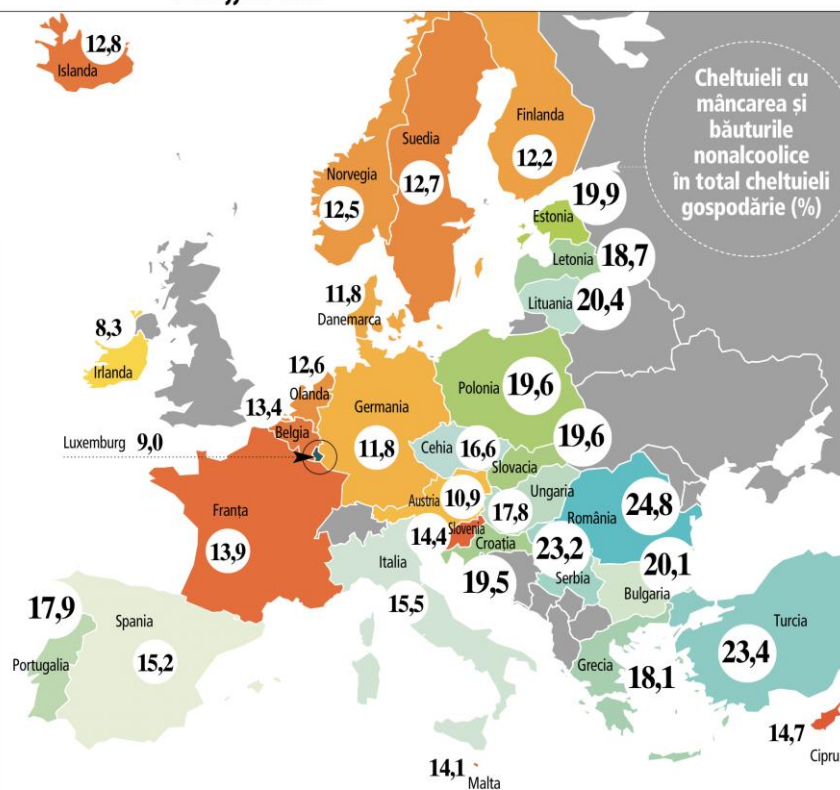 12,8
Islanda
Cheltuieli cu
mâncarea și
băuturile
nonalcoolice
în total cheltuieli
gospodărie (%)
Finlanda
12,2
Suedia
12,7
Norvegia
12,5
19,9
Estonia
Letonia 18,7
Lituania 20,4
11,8
Danemarca
8,3
Irlanda
12,6
Olanda
13,4
Belgia
Luxemburg 9,0
Germania
11,8
Polonia 19,6
19,6
Slovacia
Cehia 16,6
Austria 10,9
Ungaria
17,8
România
24,8
Franța
13,9
14,4
Slovenia
Croația
19,5
23,2
Serbia
20,1
Bulgaria
Italia
15,5
17,9
Portugalia
Spania
15,2
Grecia
18,1
Turcia
23,4
14,7
Cipru
14,1 Malta